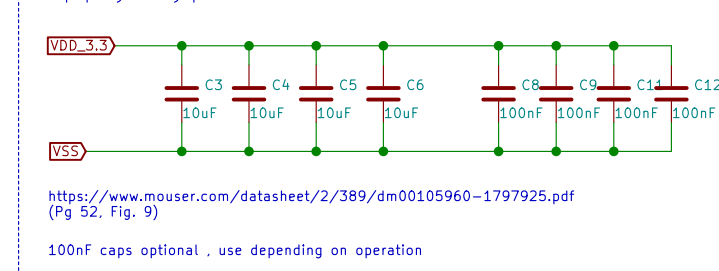 VDD_3.3
C3 C4 C5 C6 C8 C9 C11 C12
10uF 10uF 10uF 10uF 100nF 100nF 100nF 100nF
VSS
https://www.mouser.com/datasheet/2/389/dm00105960-1797925.pdf
(Pg 52, Fig. 9)
100nF caps optional , use depending on operation